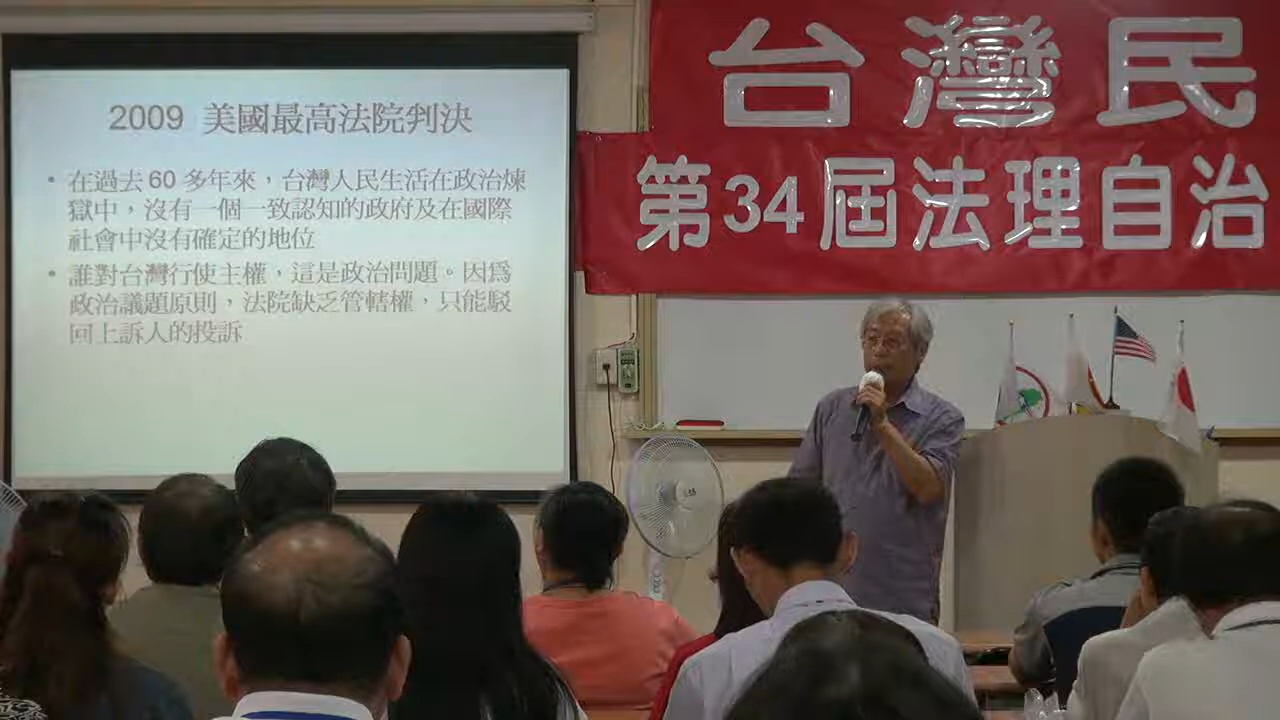 2009 美國最高法院判決
• 在過去 60 多年來，台灣人民生活在政治煉
獄中，沒有一個一致認知的政府及在國際
社會中沒有確定的地位
• 誰對台灣行使主權，這是政治問題。因爲
政治議題原則，法院缺乏管轄權，只能駁
回上訴人的投訴
台灣民
第34屆法理自治